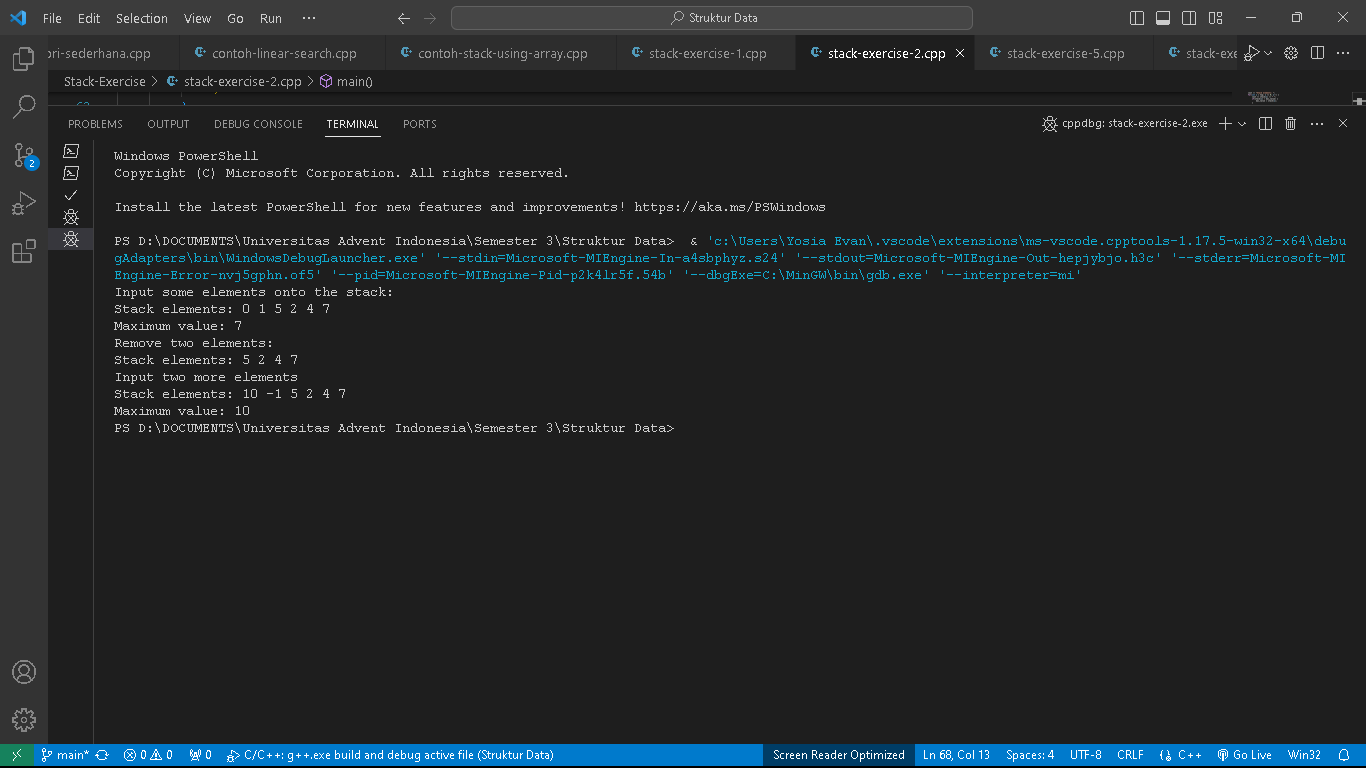 File Edit Selection View Go Run ··· Struktur Data
ori-sederhana.cpp contoh-linear-search.cpp contoh-stack-using-array.cpp stack-exercise-1.cpp stack-exercise-2.cpp stack-exercise-5.cpp stack-exe
Stack-Exercise > stack-exercise-2.cpp > main()
PROBLEMS OUTPUT DEBUG CONSOLE TERMINAL PORTS cppdbg: stack-exercise-2.exe
Windows PowerShell
Copyright (C) Microsoft Corporation. All rights reserved.
Install the latest PowerShell for new features and improvements! https://aka.ms/PSWindows
PS D:\DOCUMENTS\Universitas Advent Indonesia\Semester 3\Struktur Data>  & 'c:\Users\Yosia Evan\.vscode\extensions\ms-vscode.cpptools-1.17.5-win32-x64\debu
gAdapters\bin\WindowsDebugLauncher.exe' '--stdin=Microsoft-MIEngine-In-a4sbphyz.s24' '--stdout=Microsoft-MIEngine-Out-hepjybjo.h3c' '--stderr=Microsoft-MI
Engine-Error-nvj5gphn.of5' '--pid=Microsoft-MIEngine-Pid-p2k4lr5f.54b' '--dbgExe=C:\MinGW\bin\gdb.exe' '--interpreter=mi'
Input some elements onto the stack:
Stack elements: 0 1 5 2 4 7
Maximum value: 7
Remove two elements:
Stack elements: 5 2 4 7
Input two more elements
Stack elements: 10 -1 5 2 4 7
Maximum value: 10
PS D:\DOCUMENTS\Universitas Advent Indonesia\Semester 3\Struktur Data>
2
main* 0 0 0 C/C++: g++.exe build and debug active file (Struktur Data) Screen Reader Optimized Ln 68, Col 13 Spaces: 4 UTF-8 CRLF {} C++ Go Live Win32